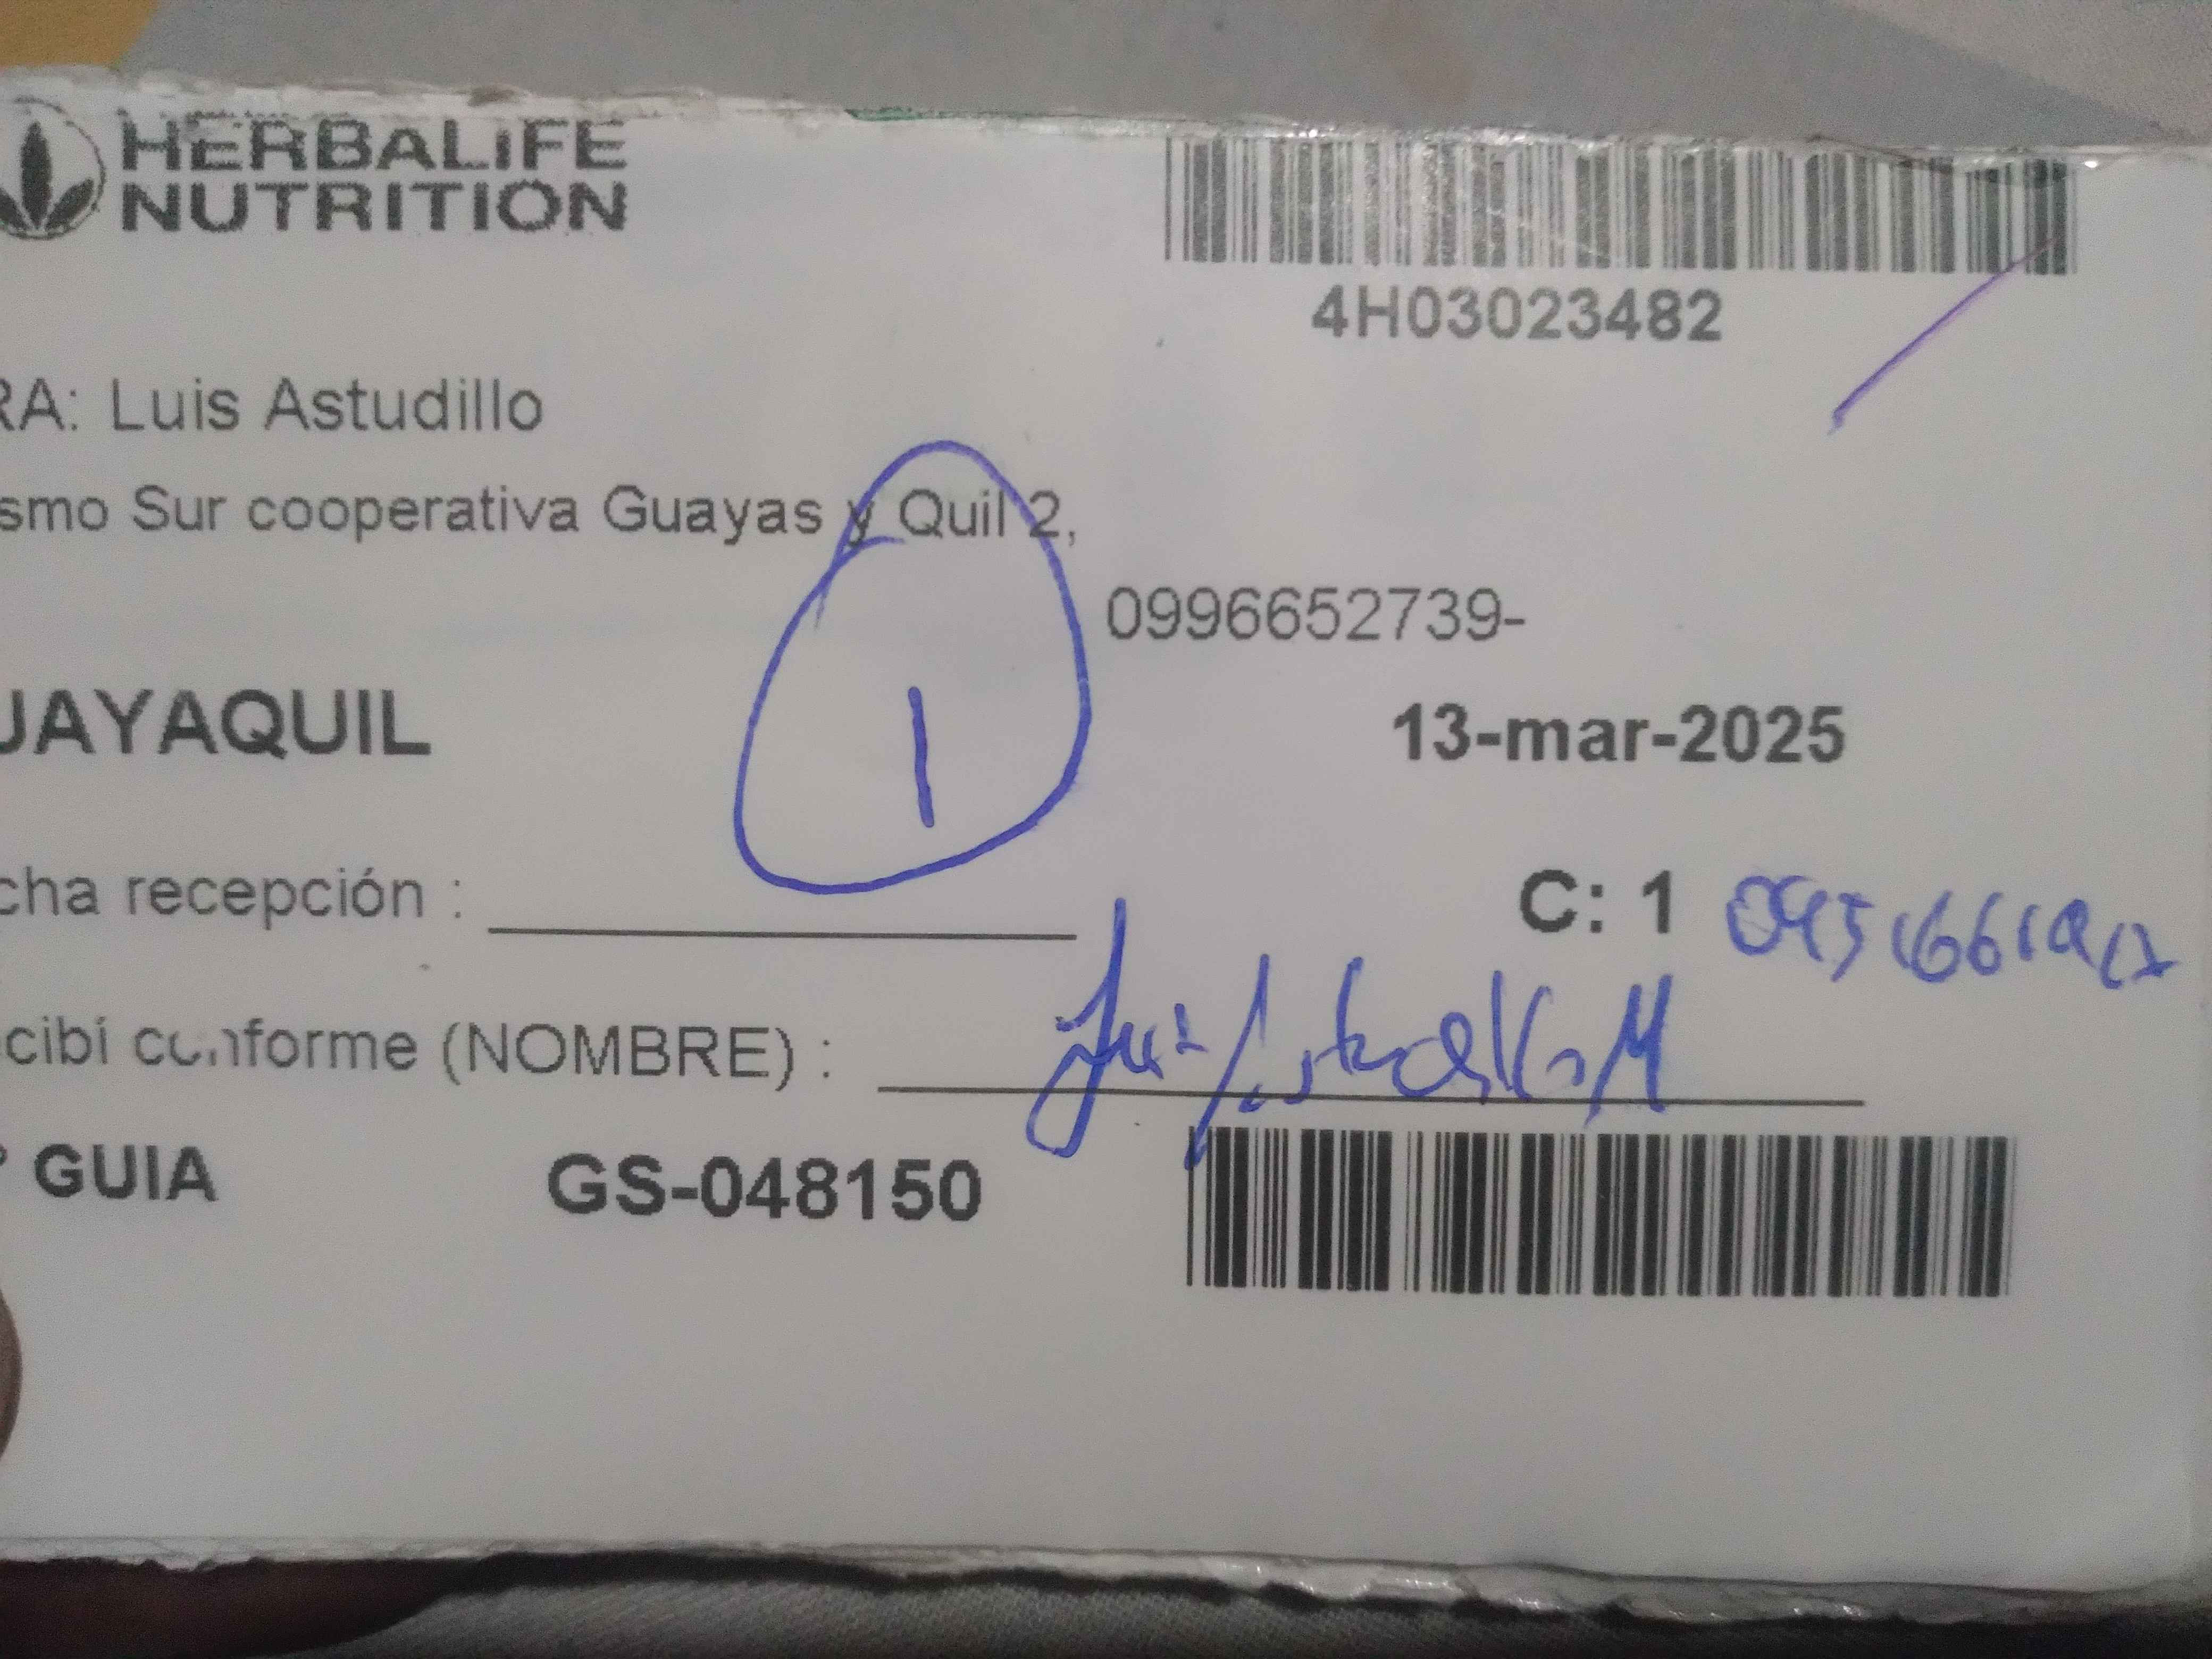 HERBALIFE
NUTRITION
4H03023482
RA: Luis Astudillo
smo Sur cooperativa Guayas y Quil 2,
0996652739-
UAYAQUIL
1
13-mar-2025
cha recepción :
C: 1
cibí conforme (NOMBRE) :
GUIA
GS-048150